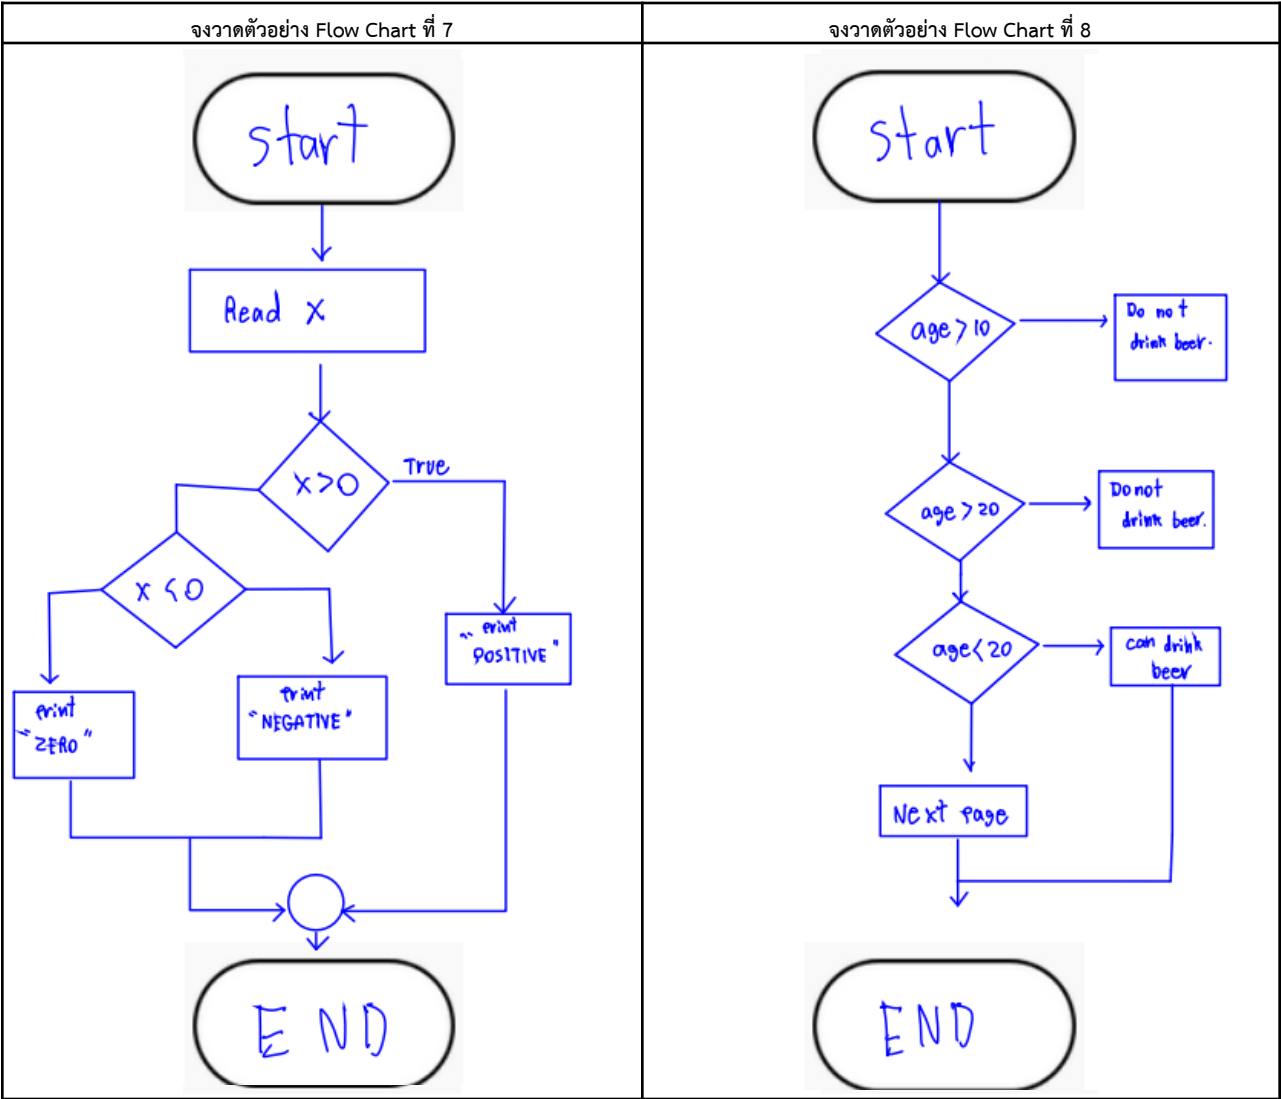 จงวาดตัวอย่าง Flow Chart ที่ 7
start
Read X
x>0
True
x<0
print
"POSITIVE"
print
"NEGATIVE"
print
"ZERO"
END
จงวาดตัวอย่าง Flow Chart ที่ 8
Start
age>10
Do not
drink beer.
age>20
Do not
drink beer.
age<20
can drink
beer
Next page
END